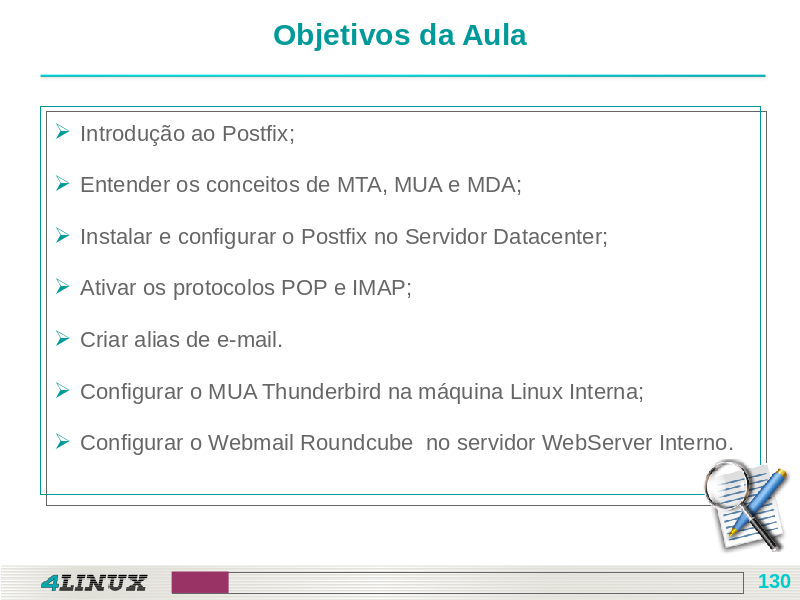 Objetivos da Aula
Introdução ao Postfix;
Entender os conceitos de MTA, MUA e MDA;
Instalar e configurar o Postfix no Servidor Datacenter;
Ativar os protocolos POP e IMAP;
Criar alias de e-mail.
Configurar o MUA Thunderbird na máquina Linux Interna;
Configurar o Webmail Roundcube  no servidor WebServer Interno.
4LINUX
130